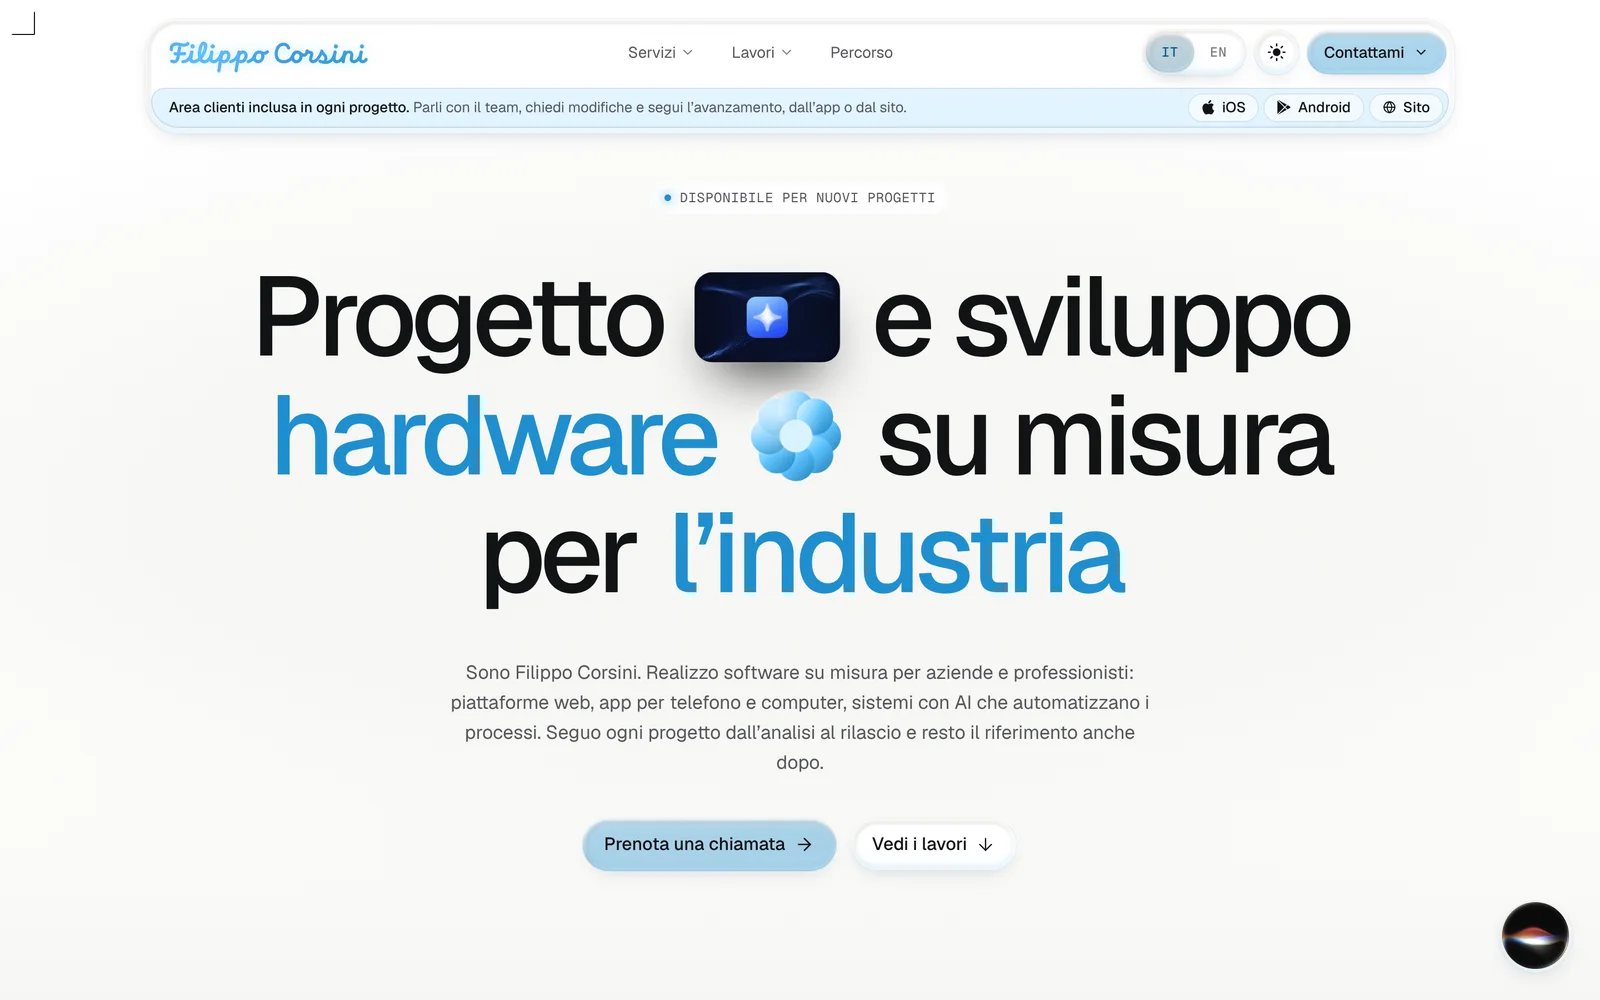 Filippo Corsini
Servizi
Lavori
Percorso
IT
EN
Contattami
Area clienti inclusa in ogni progetto. Parli con il team, chiedi modifiche e segui l’avanzamento, dall’app o dal sito.
iOS
Android
Sito
DISPONIBILE PER NUOVI PROGETTI
Progetto e sviluppo
hardware su misura
per l’industria
Sono Filippo Corsini. Realizzo software su misura per aziende e professionisti:
piattaforme web, app per telefono e computer, sistemi con AI che automatizzano i
processi. Seguo ogni progetto dall’analisi al rilascio e resto il riferimento anche
dopo.
Prenota una chiamata
Vedi i lavori